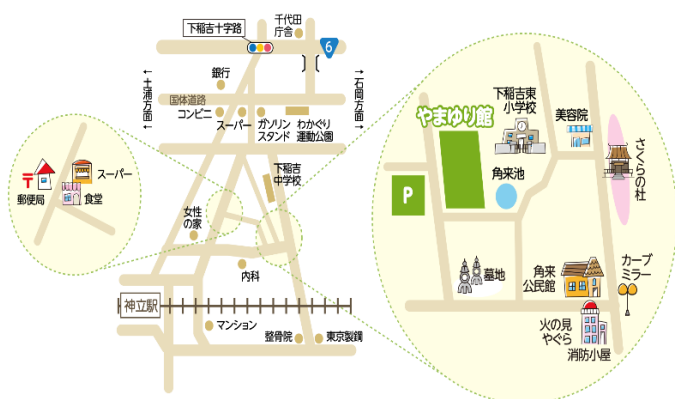 下稲吉十字路
千代田
庁舎
6
←土浦方面→
←石岡方面→
銀行
国体道路
コンビニ
スーパー
ガソリン
スタンド
わかぐり
運動公園
下稲吉
中学校
女性
の家
内科
神立駅
マンション
整骨院
東京製鋼
〒
郵便局
スーパー
食堂
やまゆり館
下稲吉東
小学校
美容院
さくらの杜
P
角来池
墓地
角来
公民館
カーブ
ミラー
火の見
やぐら
消防小屋